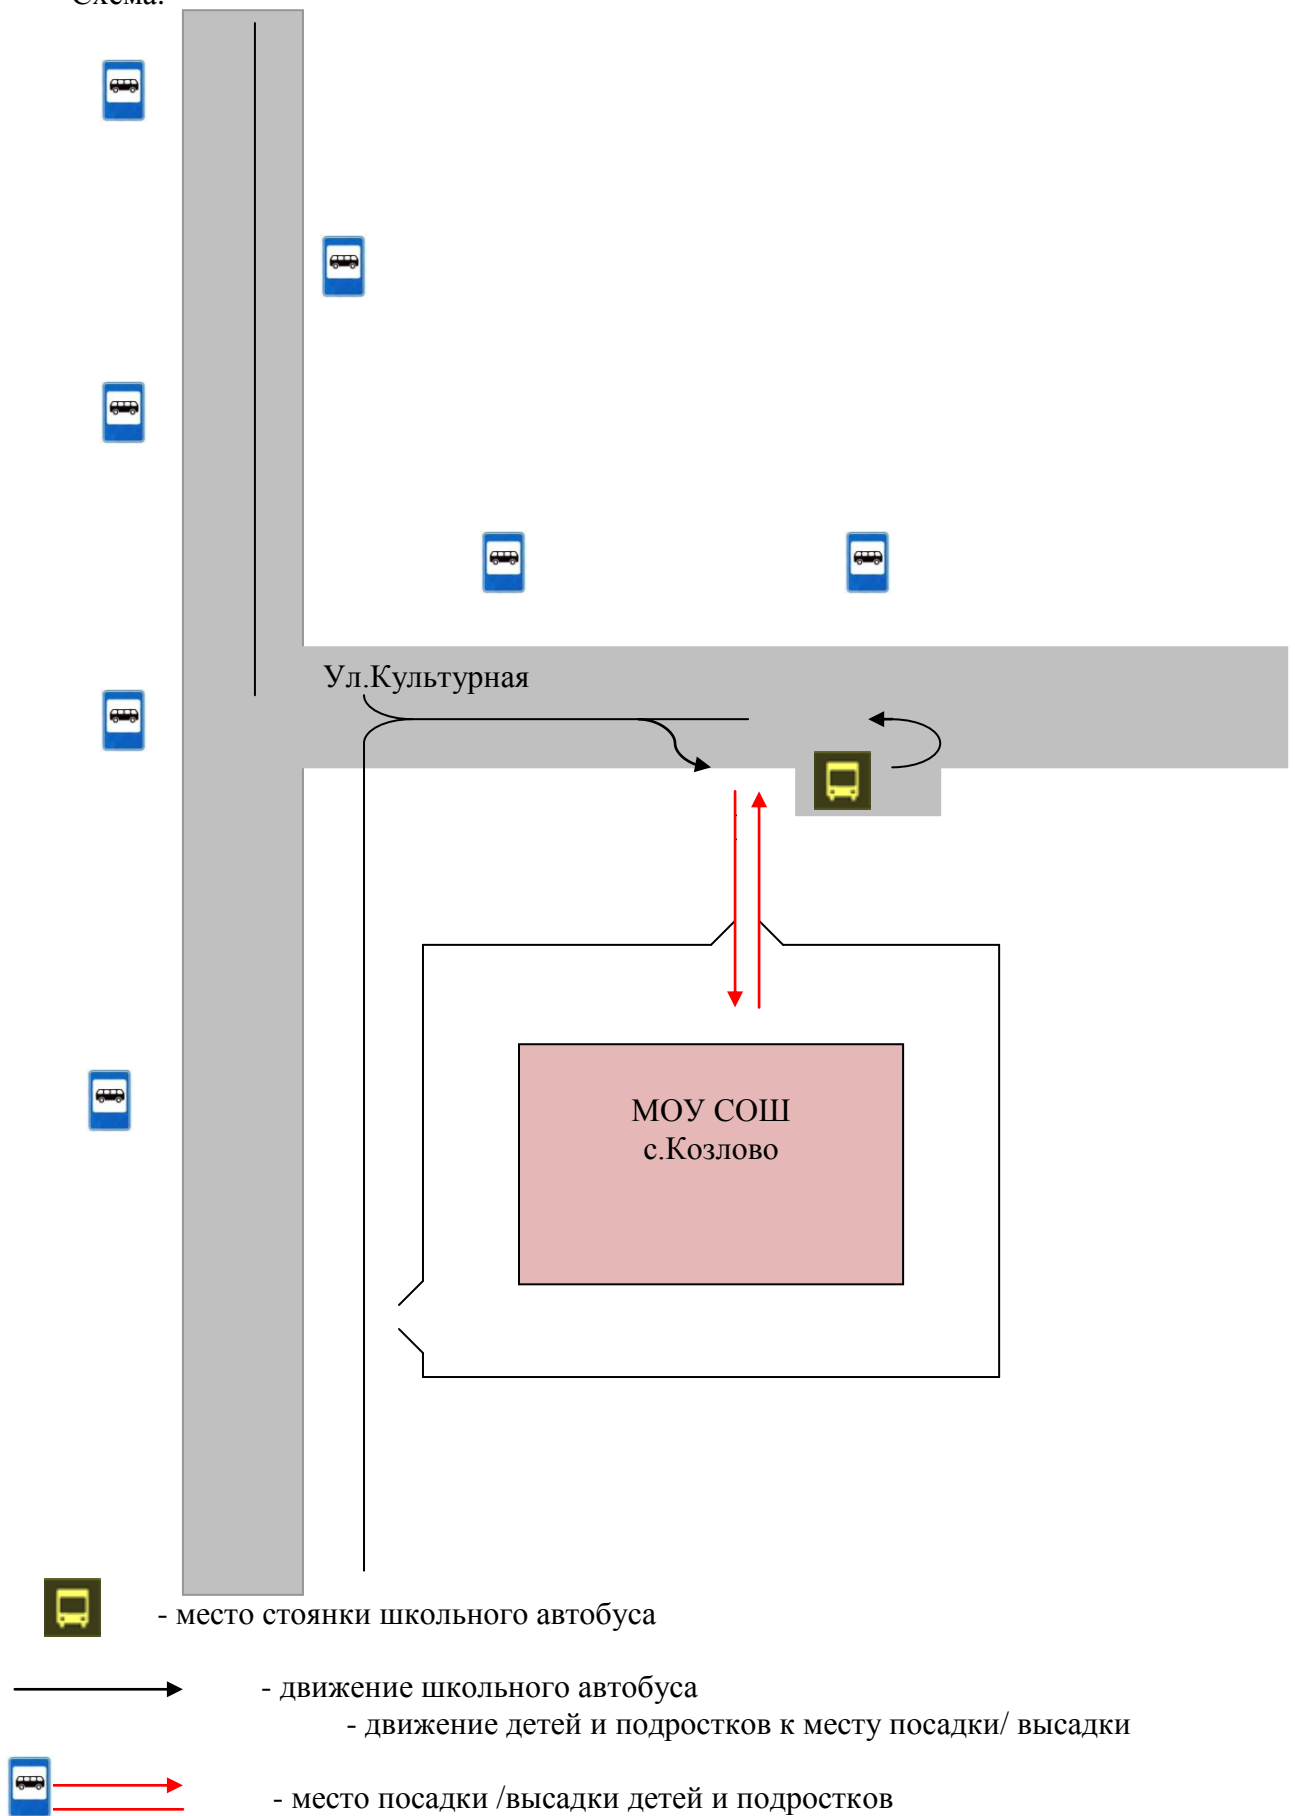 Схема.
Ул.Культурная
МОУ СОШ
с.Козлово
- место стоянки школьного автобуса
- движение школьного автобуса
- движение детей и подростков к месту посадки/ высадки
- место посадки /высадки детей и подростков